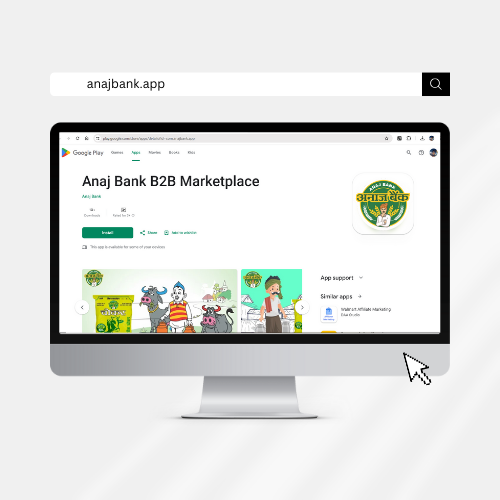 anajbank.app
Google Play
Games
Apps
Movies
Books
Kids
Anaj Bank B2B Marketplace
Anaj Bank
Downloads
Install
Share
Add to wishlist
This app is available for some of your devices
ANAJ BANK
अनाज बैंक
App support
Similar apps
Walmart Affiliate Marketing